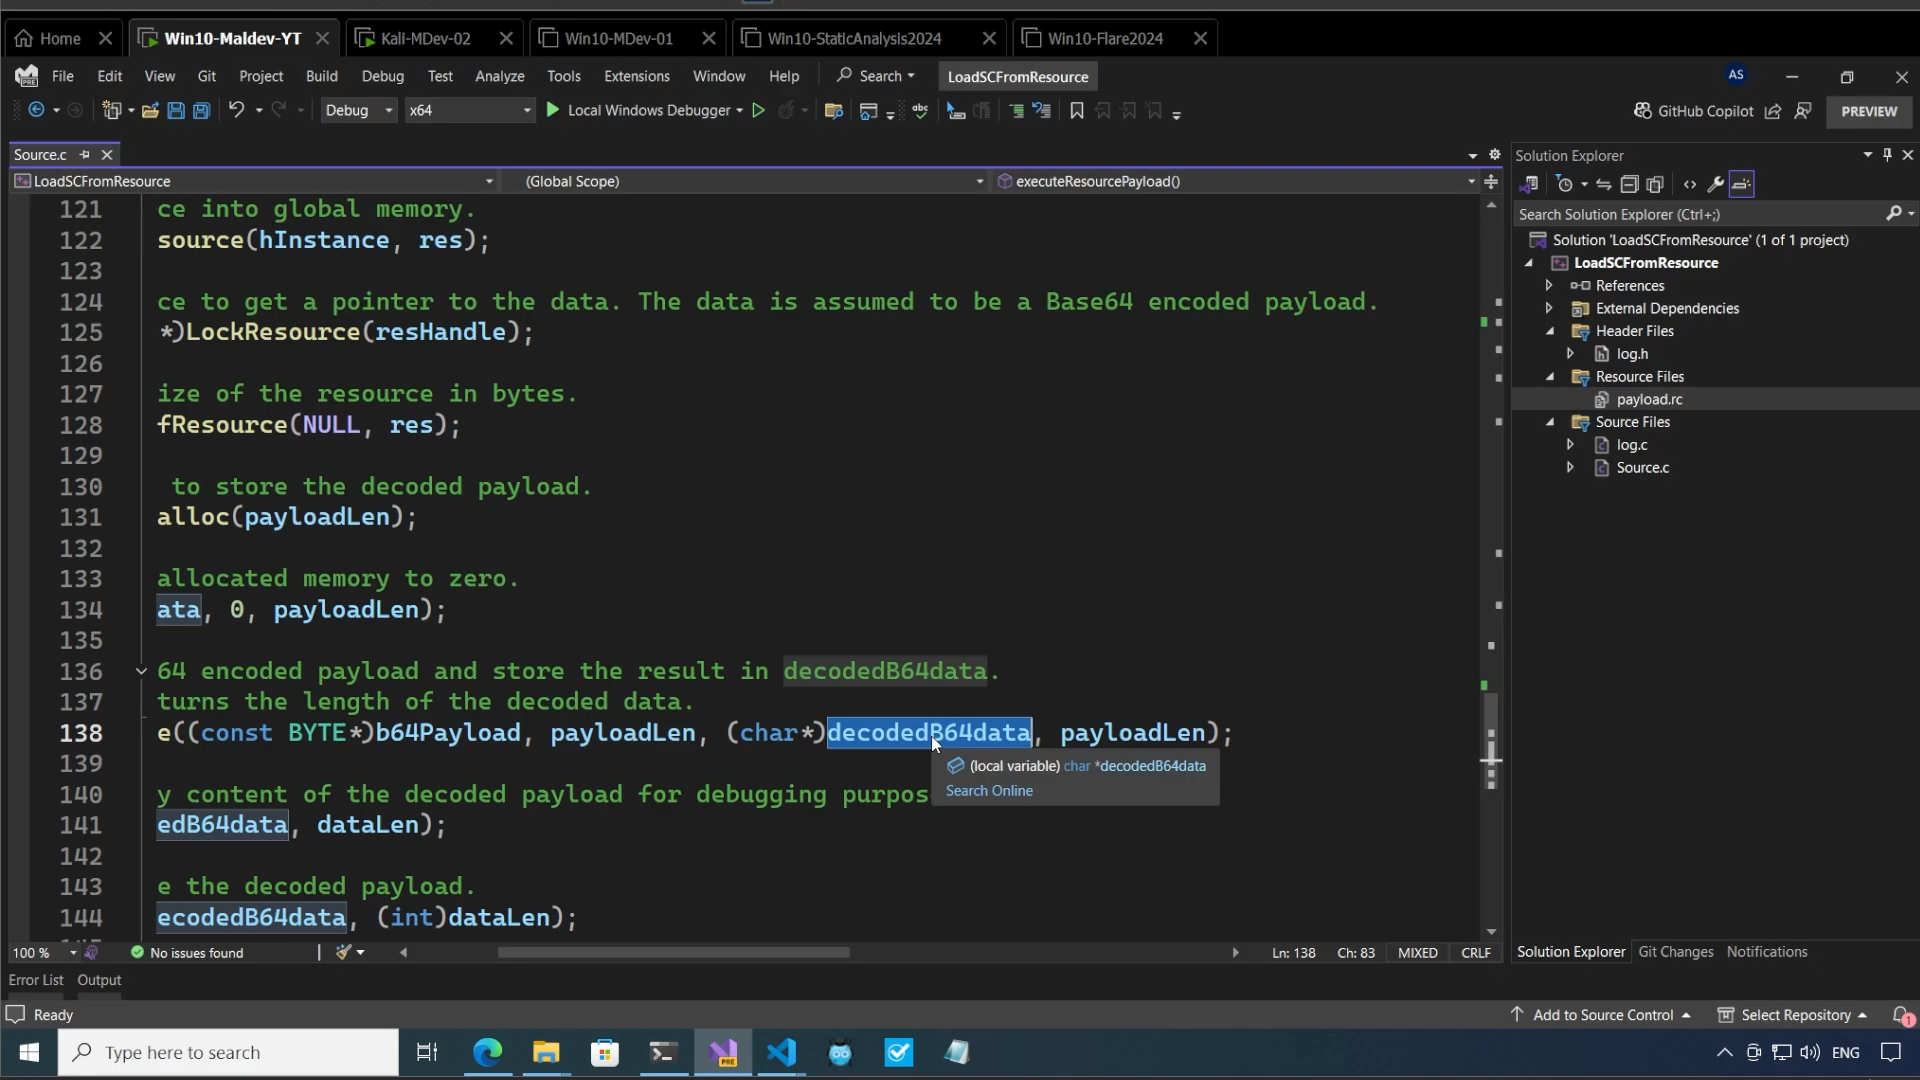 Home
Win10-Maldev-YT
Kali-MDev-02
Win10-MDev-01
Win10-StaticAnalysis2024
Win10-Flare2024
File Edit View Git Project Build Debug Test Analyze Tools Extensions Window Help Search LoadSCFromResource AS
Debug x64 Local Windows Debugger GitHub Copilot PREVIEW
Source.c
LoadSCFromResource (Global Scope) executeResourcePayload()
121 ce into global memory.
122 source(hInstance, res);
123
124 ce to get a pointer to the data. The data is assumed to be a Base64 encoded payload.
125 *)LockResource(resHandle);
126
127 ize of the resource in bytes.
128 fResource(NULL, res);
129
130 to store the decoded payload.
131 alloc(payloadLen);
132
133 allocated memory to zero.
134 ata, 0, payloadLen);
135
136 64 encoded payload and store the result in decodedB64data.
137 turns the length of the decoded data.
138 e((const BYTE*)b64Payload, payloadLen, (char*)decodedB64data, payloadLen);
139
(local variable) char *decodedB64data
Search Online
140 y content of the decoded payload for debugging purpos
141 edB64data, dataLen);
142
143 e the decoded payload.
144 ecodedB64data, (int)dataLen);
100 % No issues found Ln: 138 Ch: 83 MIXED CRLF
Error List Output
Solution Explorer
Search Solution Explorer (Ctrl+;)
Solution 'LoadSCFromResource' (1 of 1 project)
LoadSCFromResource
References
External Dependencies
Header Files
log.h
Resource Files
payload.rc
Source Files
log.c
Source.c
Solution Explorer Git Changes Notifications
Ready Add to Source Control Select Repository 1
Type here to search PRE ENG